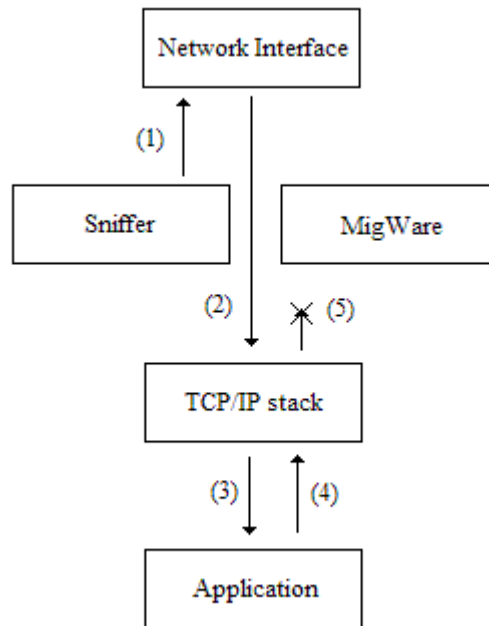 Network Interface
(1)
Sniffer
MigWare
(2)
(5)
TCP/IP stack
(3)
(4)
Application